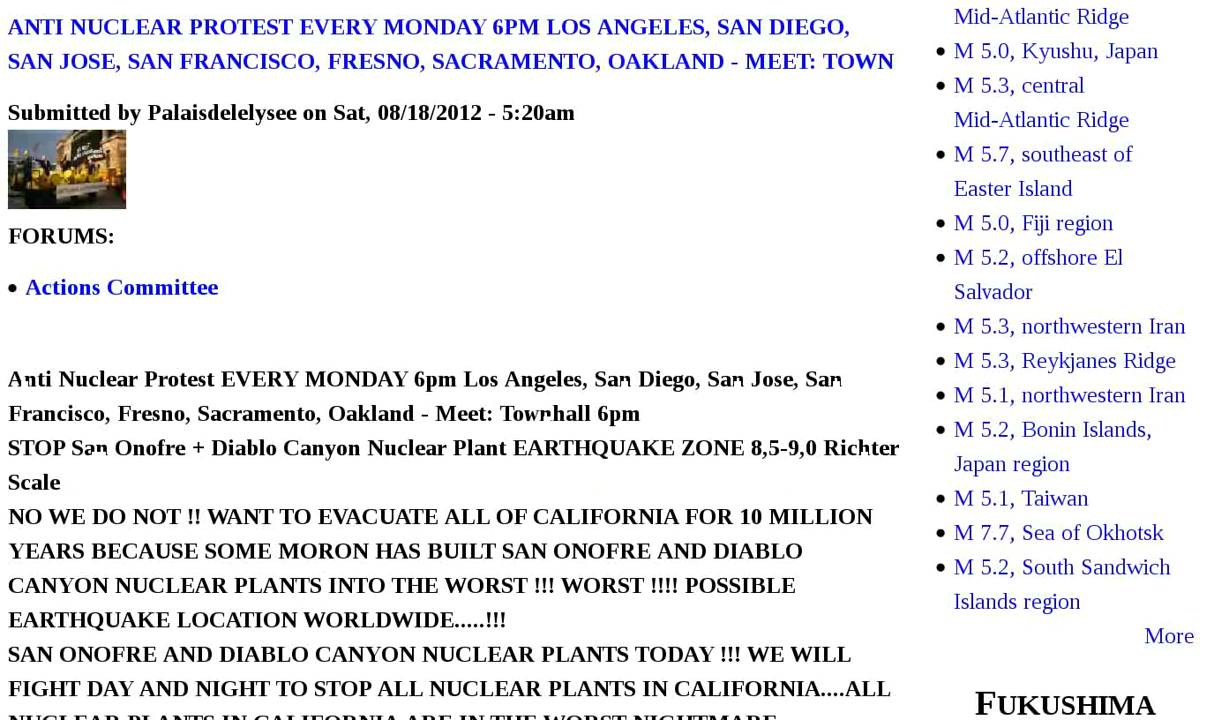 ANTI NUCLEAR PROTEST EVERY MONDAY 6PM LOS ANGELES, SAN DIEGO,
SAN JOSE, SAN FRANCISCO, FRESNO, SACRAMENTO, OAKLAND - MEET: TOWN
Submitted by Palaisdelelysee on Sat, 08/18/2012 - 5:20am
FORUMS:
Actions Committee
Anti Nuclear Protest EVERY MONDAY 6pm Los Angeles, San Diego, San Jose, San
Francisco, Fresno, Sacramento, Oakland - Meet: Townhall 6pm
STOP San Onofre + Diablo Canyon Nuclear Plant EARTHQUAKE ZONE 8,5-9,0 Richter
Scale
NO WE DO NOT !! WANT TO EVACUATE ALL OF CALIFORNIA FOR 10 MILLION
YEARS BECAUSE SOME MORON HAS BUILT SAN ONOFRE AND DIABLO
CANYON NUCLEAR PLANTS INTO THE WORST !!! WORST !!!! POSSIBLE
EARTHQUAKE LOCATION WORLDWIDE.....!!!
SAN ONOFRE AND DIABLO CANYON NUCLEAR PLANTS TODAY !!! WE WILL
FIGHT DAY AND NIGHT TO STOP ALL NUCLEAR PLANTS IN CALIFORNIA....ALL
NUCLEAR PLANTS IN CALIFORNIA ARE IN THE WORST NIGHTMARE
Mid-Atlantic Ridge
M 5.0, Kyushu, Japan
M 5.3, central
Mid-Atlantic Ridge
M 5.7, southeast of
Easter Island
M 5.0, Fiji region
M 5.2, offshore El
Salvador
M 5.3, northwestern Iran
M 5.3, Reykjanes Ridge
M 5.1, northwestern Iran
M 5.2, Bonin Islands,
Japan region
M 5.1, Taiwan
M 7.7, Sea of Okhotsk
M 5.2, South Sandwich
Islands region
More
FUKUSHIMA